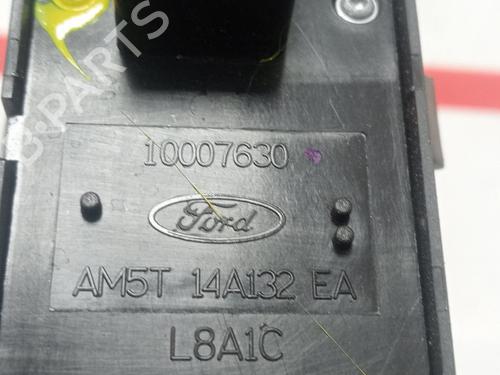 B-PARTS
10007630
Ford
AM5T 14A132 EA
L8A1C